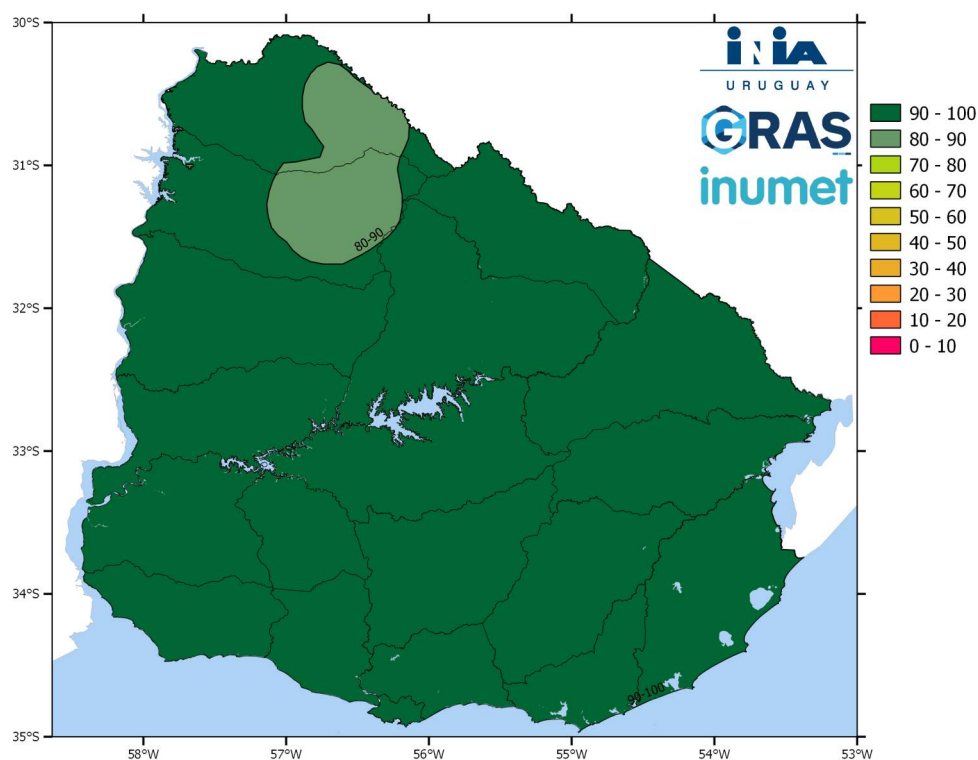 30°S
31°S
32°S
33°S
34°S
35°S
58°W
57°W
56°W
55°W
54°W
53°W
80-90
90-100
INIA
URUGUAY
GRAS
inumet
90 - 100
80 - 90
70 - 80
60 - 70
50 - 60
40 - 50
30 - 40
20 - 30
10 - 20
0 - 10